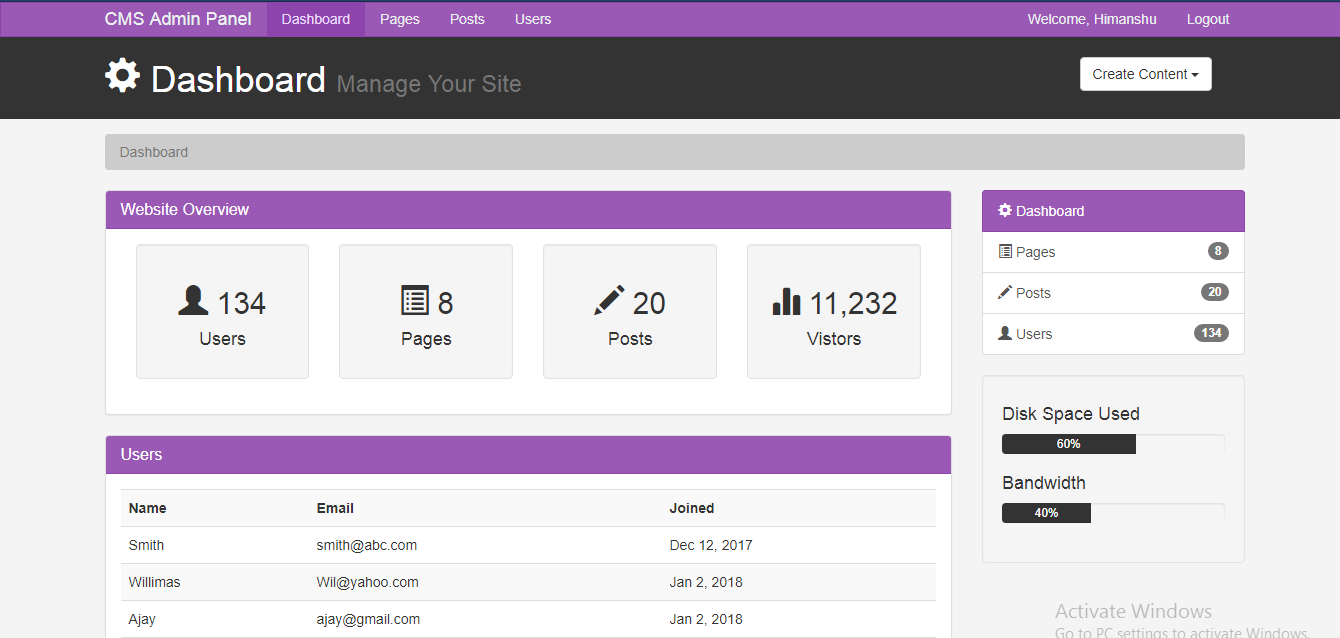 CMS Admin Panel Dashboard Pages Posts Users Welcome, Himanshu Logout
Dashboard Manage Your Site Create Content
Dashboard
Website Overview
134
Users
8
Pages
20
Posts
11,232
Vistors
Users
Name Email Joined
Smith smith@abc.com Dec 12, 2017
Willimas Wil@yahoo.com Jan 2, 2018
Ajay ajay@gmail.com Jan 2, 2018
Dashboard
Pages 8
Posts 20
Users 134
Disk Space Used
60%
Bandwidth
40%
Activate Windows
Go to PC settings to activate Windows.